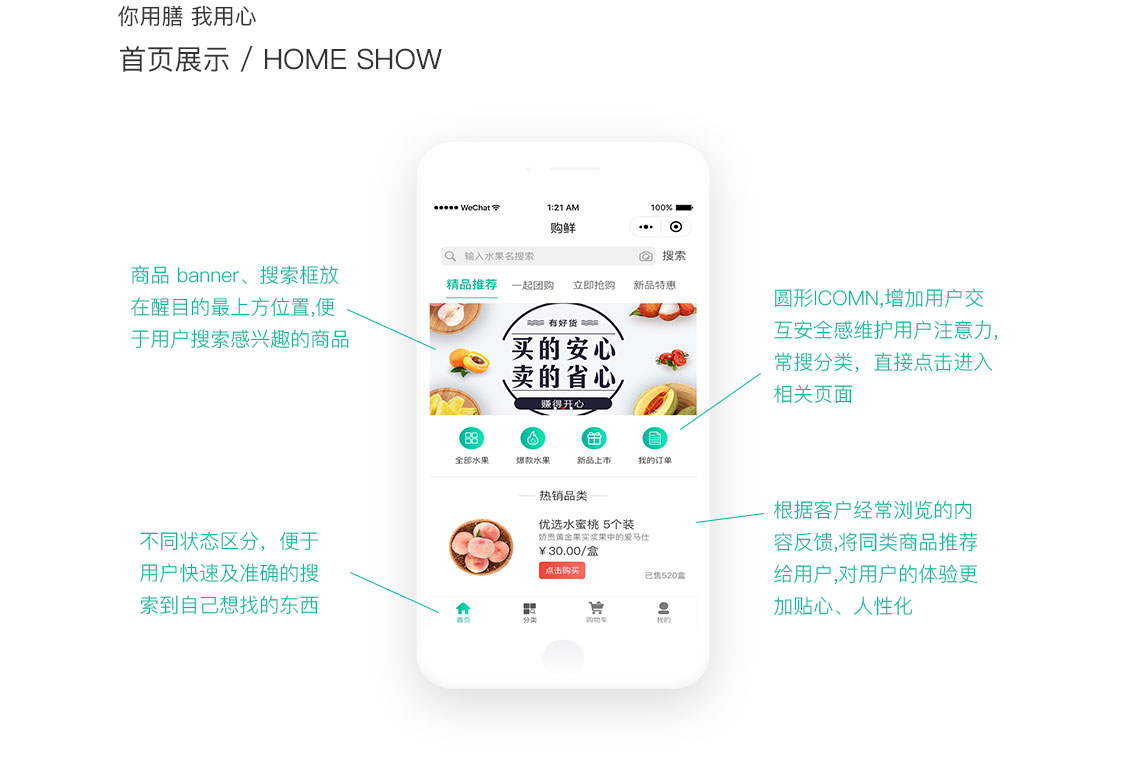 你用膳 我用心
首页展示 / HOME SHOW
WeChat 1:21 AM 100%
购鲜
输入水果名搜索 搜索
精品推荐 一起团购 立即抢购 新品特惠
有好货
买的安心
卖的省心
赚得开心
全部水果 爆款水果 新品上市 我的订单
热销品类
优选水蜜桃 5个装
娇贵黄金果实浆果中的爱马仕
¥30.00/盒
点击购买
已售520盒
首页 分类 购物车 我的
商品 banner、搜索框放
在醒目的最上方位置,便
于用户搜索感兴趣的商品
不同状态区分，便于
用户快速及准确的搜
索到自己想找的东西
圆形ICOMN,增加用户交
互安全感维护用户注意力,
常搜分类，直接点击进入
相关页面
根据客户经常浏览的内
容反馈,将同类商品推荐
给用户,对用户的体验更
加贴心、人性化